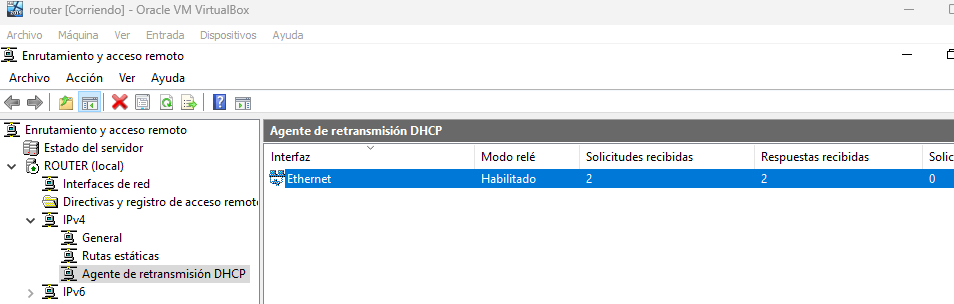 router [Corriendo] - Oracle VM VirtualBox
Archivo Máquina Ver Entrada Dispositivos Ayuda
Enrutamiento y acceso remoto
Archivo Acción Ver Ayuda
Enrutamiento y acceso remoto
Estado del servidor
ROUTER (local)
Interfaces de red
Directivas y registro de acceso remoto
IPv4
General
Rutas estáticas
Agente de retransmisión DHCP
IPv6
Agente de retransmisión DHCP
Interfaz Modo relé Solicitudes recibidas Respuestas recibidas Solic
Ethernet Habilitado 2 2 0